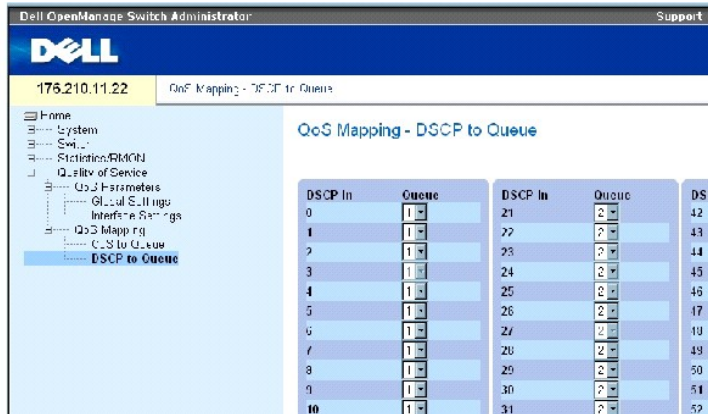 Dell OpenManage Switch Administrator
Support
DELL
176.210.11.22
QoS Mapping - DSCP to Queue
Home
System
Switch
Statistics/RMON
Quality of Service
QoS Parameters
Global Settings
Interface Settings
QoS Mapping
CoS to Queue
DSCP to Queue
QoS Mapping - DSCP to Queue
DSCP In Queue DSCP In Queue DS
0 1 21 2 42
1 1 22 2 43
2 1 23 2 44
3 1 24 2 45
4 1 25 2 46
5 1 26 2 47
6 1 27 2 48
7 1 28 2 49
8 1 29 2 50
9 1 30 2 51
10 1 31 2 52